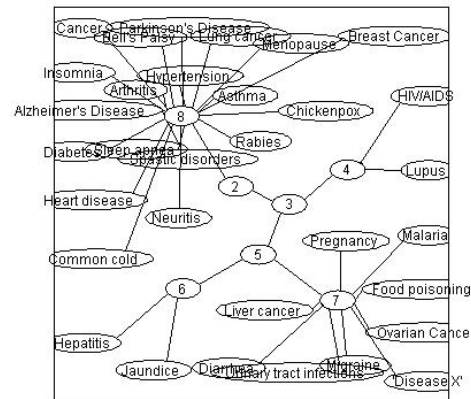 Cancer
Parkinson's Disease
Bell's Palsy
Lung cancer
Menopause
Breast Cancer
Insomnia
Hypertension
Arthritis
Asthma
HIV/AIDS
Alzheimer's Disease
8
Chickenpox
Rabies
Diabetes
Sleep apnea
Spastic disorders
4
Lupus
2
Heart disease
3
Neuritis
Pregnancy
Malaria
5
Common cold
6
7
Food poisoning
Liver cancer
Ovarian Cance
Hepatitis
Jaundice
Diarrhea
Urinary tract infections
Migraine
Disease X'